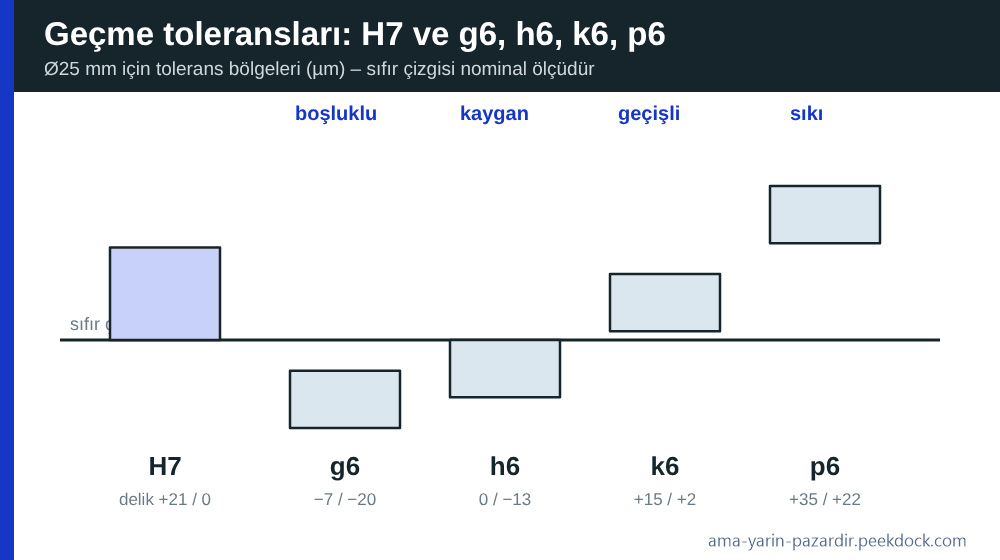 Geçme toleransları: H7 ve g6, h6, k6, p6
Ø25 mm için tolerans bölgeleri (µm) – sıfır çizgisi nominal ölçüdür
boşluklu kaygan geçişli sıkı
sıfır
H7 g6 h6 k6 p6
delik +21 / 0 −7 / −20 0 / −13 +15 / +2 +35 / +22
ama-yarin-pazardir.peekdock.com